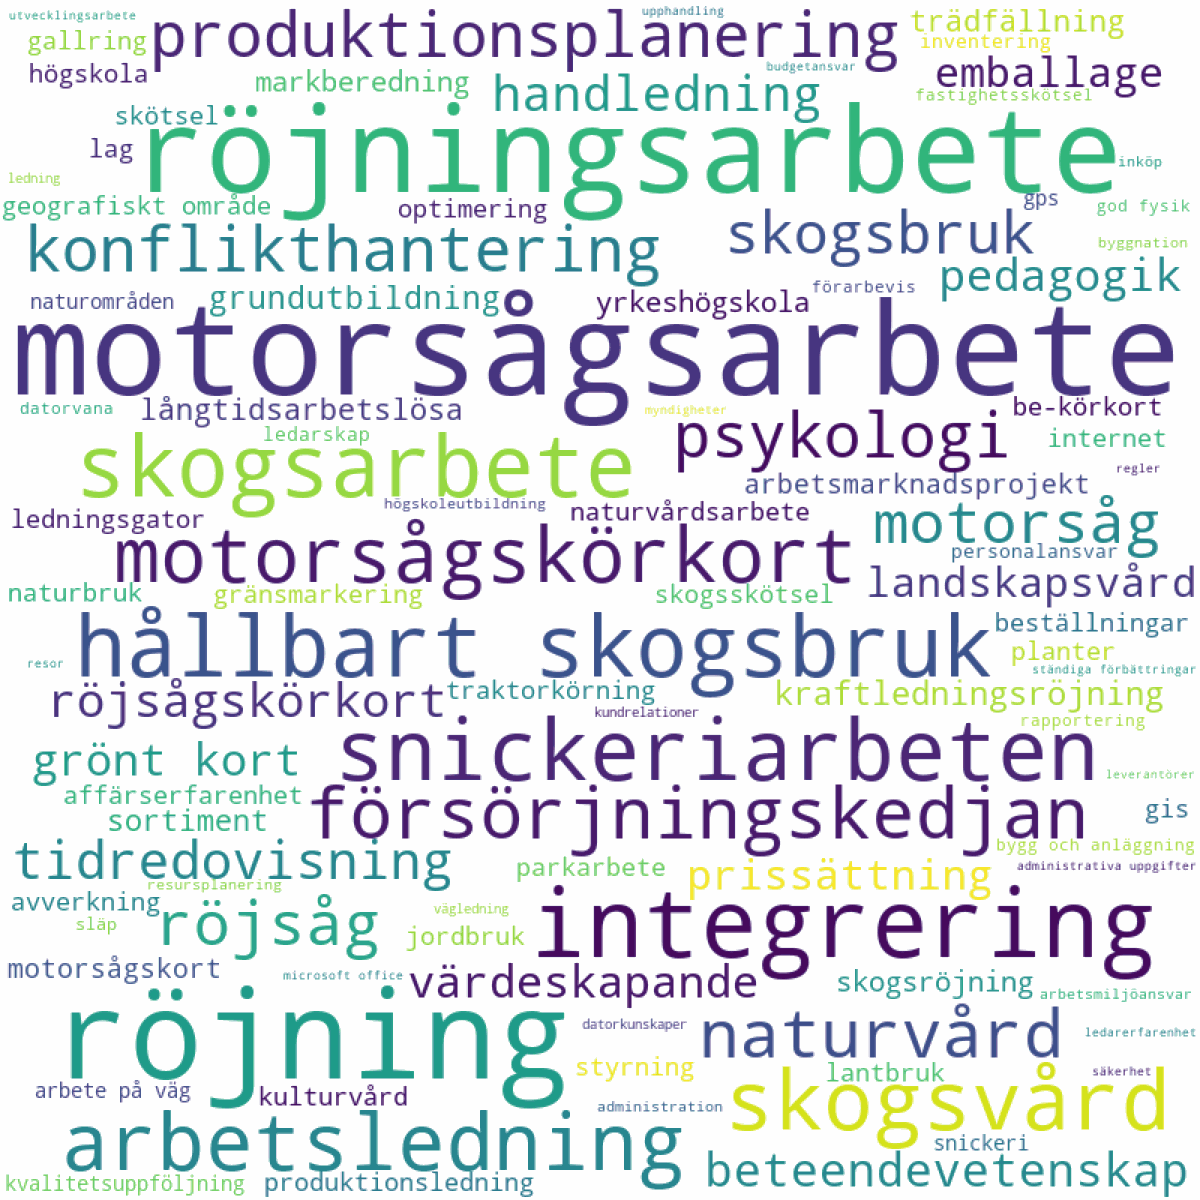 utvecklingsarbete
upphandling
gallring
produktionsplanering
trädfällning
inventering
högskola
markberedning
budgetansvar
emballage
handledning
fastighetsskötsel
skötsel
röjningsarbete
lag
inköp
ledning
geografiskt område
optimering
gps
god fysik
konflikthantering
skogsbruk
byggnation
pedagogik
naturområden
grundutbildning
yrkeshögskola
förarbevis
motorsågsarbete
datorvana
långtidsarbetslösa
myndigheter
be-körkort
ledarskap
psykologi
internet
skogsarbete
regler
arbetsmarknadsprojekt
högskoleutbildning
ledningsgator
naturvårdsarbete
motorsåg
motorsågskörkort
personalansvar
landskapsvård
naturbruk
gränsmarkering
skogsskötsel
hållbart skogsbruk
beställningar
planter
resor
ständiga förbättringar
röjsågskörkort
traktorkörning
kraftledningsröjning
kundrelationer
rapportering
grönt kort
snickeriarbeten
leverantörer
affärserfarenhet
försörjningskedjan
sortiment
gis
bygg och anläggning
tidredovisning
parkarbete
prissättning
administrativa uppgifter
resursplanering
avverkning
röjsåg
vägledning
integrering
släp
jordbruk
motorsågskort
microsoft office
värdeskapande
skogsröjning
arbetsmiljöansvar
röjning
datorkunskaper
naturvård
ledarerfarenhet
styrning
lantbruk
säkerhet
arbete på väg
kulturvård
administration
skogsvård
arbetsledning
snickeri
kvalitetsuppföljning
produktionsledning
beteendevetenskap